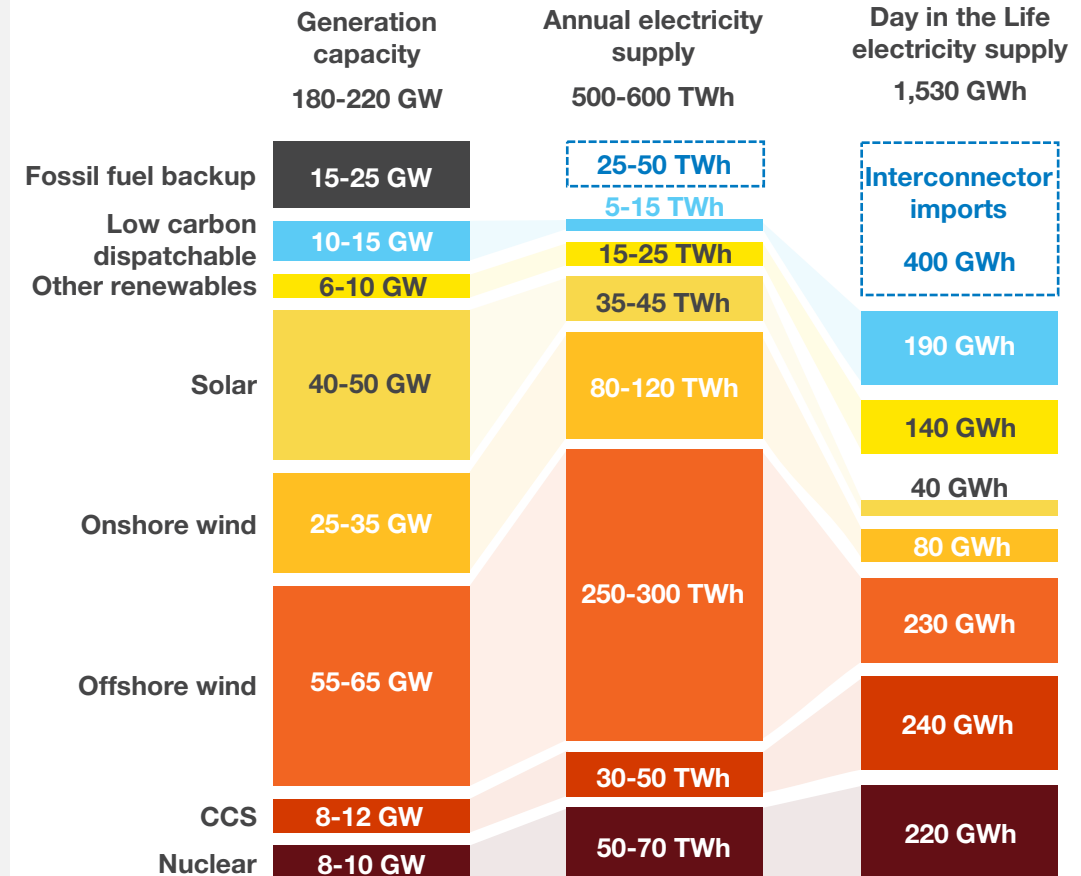 Generation
capacity
180-220 GW
Annual electricity
supply
500-600 TWh
Day in the Life
electricity supply
1,530 GWh
Fossil fuel backup
15-25 GW
25-50 TWh
Interconnector
imports
400 GWh
Low carbon
dispatchable
10-15 GW
5-15 TWh
190 GWh
Other renewables
6-10 GW
15-25 TWh
140 GWh
Solar
40-50 GW
35-45 TWh
40 GWh
Onshore wind
25-35 GW
80-120 TWh
80 GWh
Offshore wind
55-65 GW
250-300 TWh
230 GWh
CCS
8-12 GW
30-50 TWh
240 GWh
Nuclear
8-10 GW
50-70 TWh
220 GWh